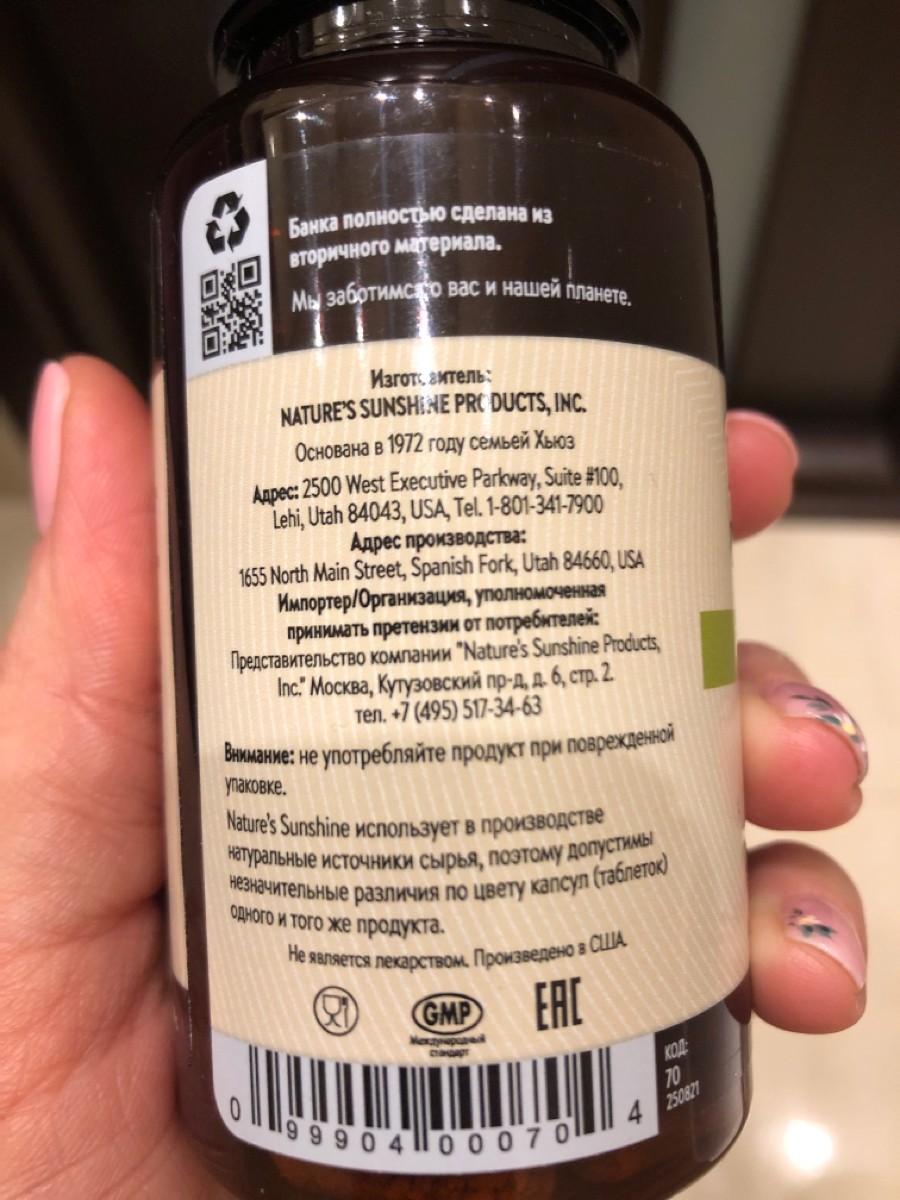 Банка полностью сделана из
вторичного материала.
Мы заботимся о вас и нашей планете.
Изготовитель:
NATURE'S SUNSHINE PRODUCTS, INC.
Основана в 1972 году семьей Хьюз
Адрес: 2500 West Executive Parkway, Suite #100,
Lehi, Utah 84043, USA, Tel. 1-801-341-7900
Адрес производства:
1655 North Main Street, Spanish Fork, Utah 84660, USA
Импортер/Организация, уполномоченная
принимать претензии от потребителей:
Представительство компании "Nature's Sunshine Products,
Inc." Москва, Кутузовский пр-д, д. 6, стр. 2.
тел. +7 (495) 517-34-63
Внимание: не употребляйте продукт при поврежденной
упаковке.
Nature's Sunshine использует в производстве
натуральные источники сырья, поэтому допустимы
незначительные различия по цвету капсул (таблеток)
одного и того же продукта.
Не является лекарством. Произведено в США.
GMP
Международный
стандарт
EAC
КОД:
70
250821
0 99904 00070 4